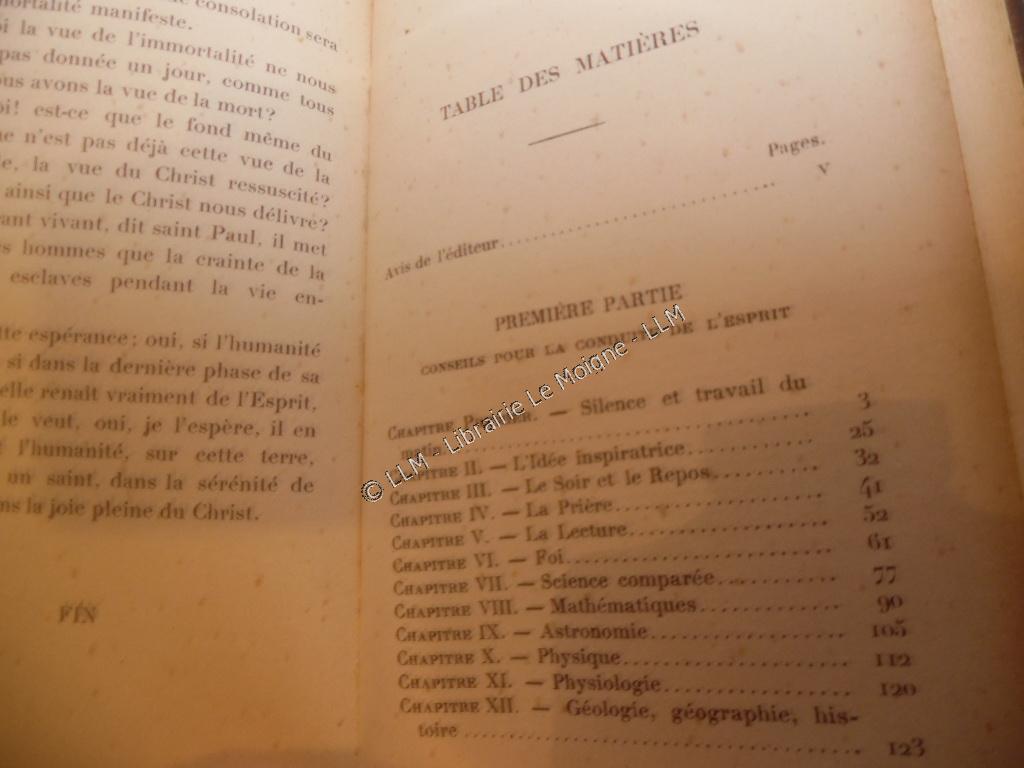 consolation sera
mortalité manifeste.
la vue de l'immortalité ne nous
pas donnée un jour, comme tous
avons la vue de la mort?
est-ce que le fond même du
n'est pas déjà cette vue de la
la vue du Christ ressuscité?
ainsi que le Christ nous délivre?
vivant, dit saint Paul, il met
hommes que la crainte de la
esclaves pendant la vie en-
espérance; oui, si l'humanité
si dans la dernière phase de sa
elle renaît vraiment de l'Esprit,
le veut, oui, je l'espère, il en
l'humanité, sur cette terre,
un saint, dans la sérénité de
la joie pleine du Christ.
FIN
TABLE DES MATIÈRES
Pages.
Avis de l'éditeur ........ V
PREMIÈRE PARTIE
CONSEILS POUR LA CONDUITE DE L'ESPRIT
CHAPITRE PREMIER. — Silence et travail du
matin ........ 3
CHAPITRE II. — L'Idée inspiratrice ........ 25
CHAPITRE III. — Le Soir et le Repos ........ 32
CHAPITRE IV. — La Prière ........ 41
CHAPITRE V. — La Lecture ........ 52
CHAPITRE VI. — Foi ........ 61
CHAPITRE VII. — Science comparée ........ 77
CHAPITRE VIII. — Mathématiques ........ 90
CHAPITRE IX. — Astronomie ........ 105
CHAPITRE X. — Physique ........ 112
CHAPITRE XI. — Physiologie ........ 120
CHAPITRE XII. — Géologie, géographie, his-
toire ........ 123
© LLM - Librairie Le Moigne - LLM